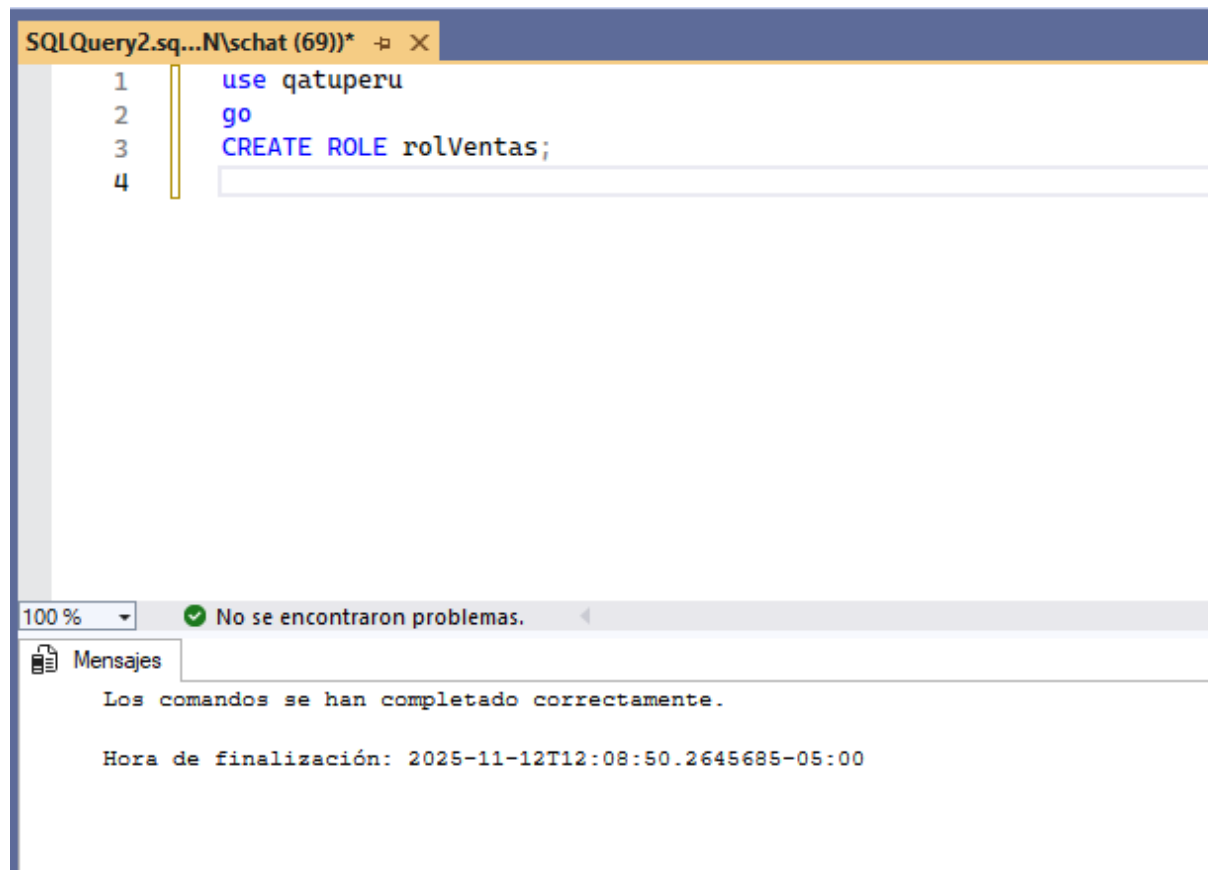 SQLQuery2.sq...N\schat (69))*
1 use qatuperu
2 go
3 CREATE ROLE rolVentas;
4
100 % No se encontraron problemas.
Mensajes
Los comandos se han completado correctamente.
Hora de finalización: 2025-11-12T12:08:50.2645685-05:00